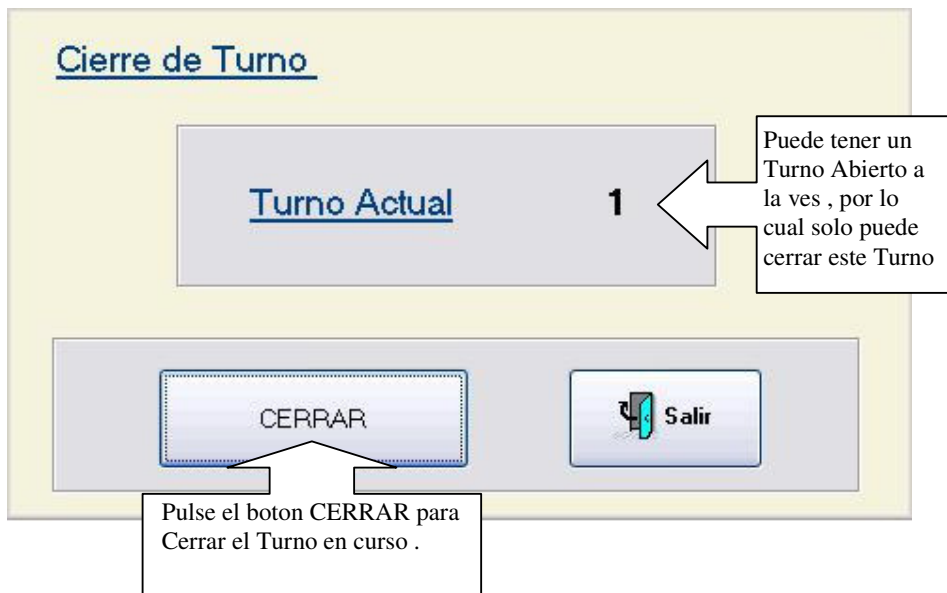 Cierre de Turno
Turno Actual 1
Puede tener un
Turno Abierto a
la ves , por lo
cual solo puede
cerrar este Turno
CERRAR
Salir
Pulse el boton CERRAR para
Cerrar el Turno en curso .